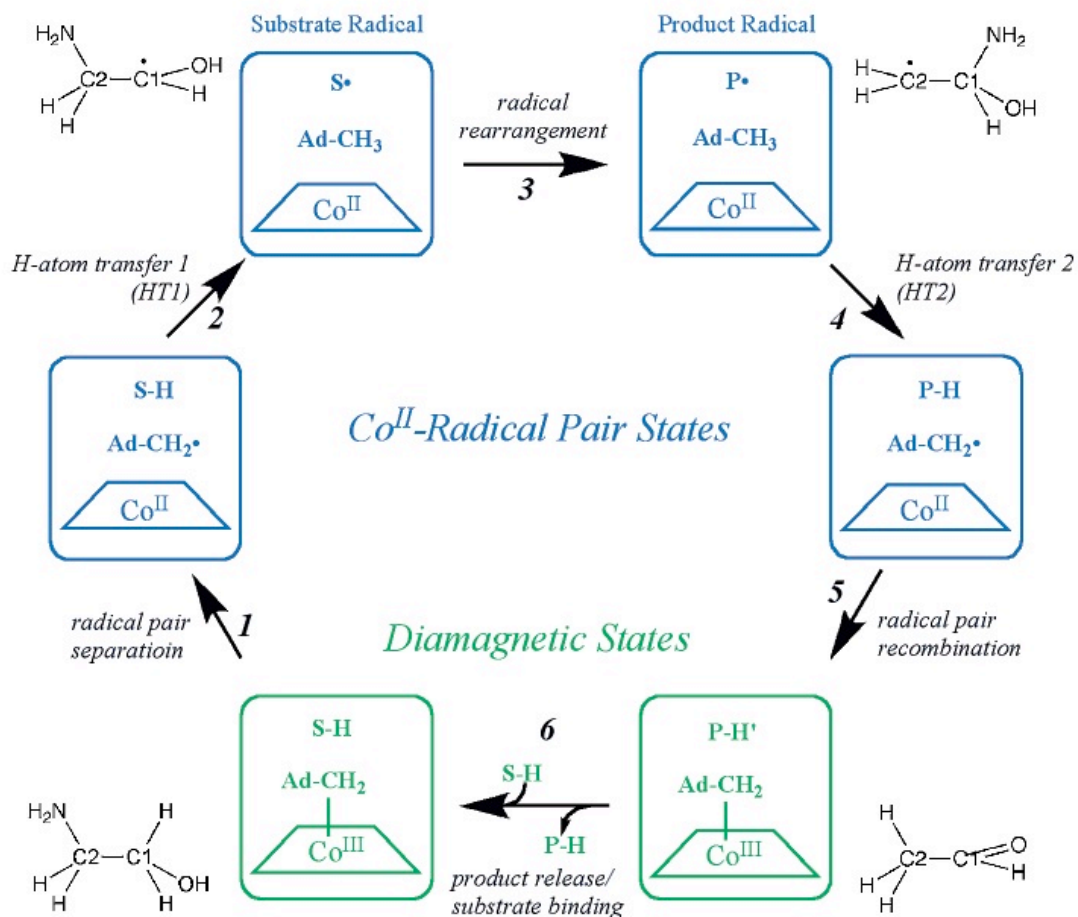 Substrate Radical
Product Radical
H₂N
C2
C1
OH
H
H
H
S•
Ad-CH₃
Coᴵᴵ
radical
rearrangement
3
P•
Ad-CH₃
Coᴵᴵ
NH₂
H
C2
C1
H
OH
H
H-atom transfer 1
(HT1)
2
H-atom transfer 2
(HT2)
4
S-H
Ad-CH₂•
Coᴵᴵ
Coᴵᴵ-Radical Pair States
P-H
Ad-CH₂•
Coᴵᴵ
radical pair
separatioin
1
Diamagnetic States
5
radical pair
recombination
S-H
Ad-CH₂
Coᴵᴵᴵ
6
S-H
P-H
product release/
substrate binding
P-H'
Ad-CH₂
Coᴵᴵᴵ
H₂N
H
C2
C1
H
OH
H
H
H
O
C2
C1
H
H
H